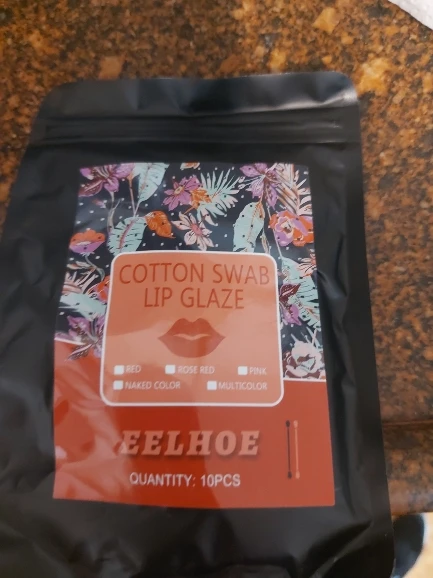 COTTON SWAB
LIP GLAZE
RED ROSE RED PINK
NAKED COLOR MULTICOLOR
EELHOE
QUANTITY: 10PCS